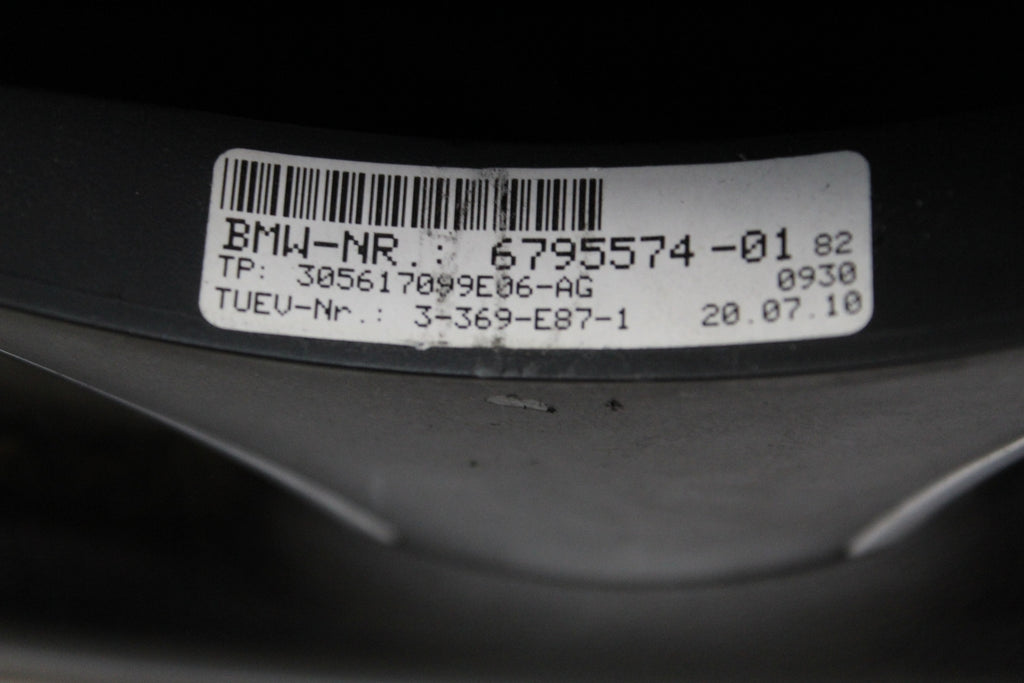 BMW-NR.: 6795574-01 82
TP: 305617099E06-AG 0930
TUEV-Nr.: 3-369-E87-1 20.07.10